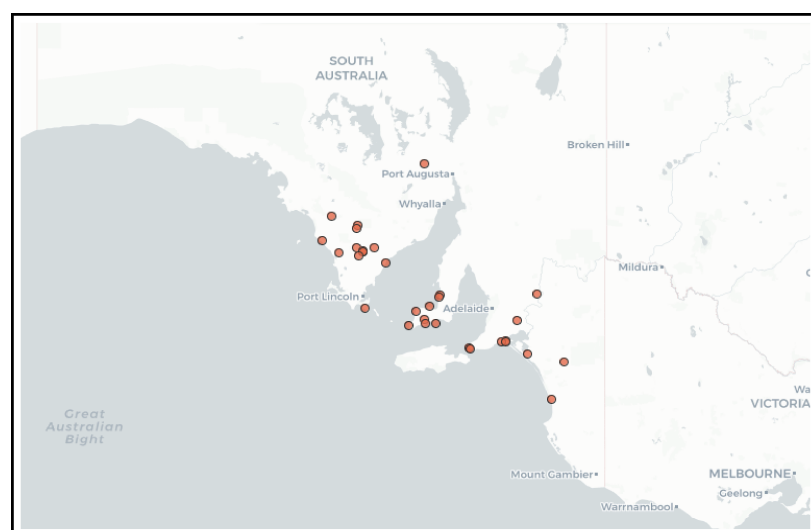 SOUTH
AUSTRALIA
Broken Hill
Port Augusta
Whyalla
Mildura
Port Lincoln
Adelaide
Wa
VICTORIA
Great
Australian
Bight
Mount Gambier
MELBOURNE
Geelong
Warrnambool